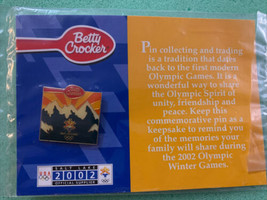 Betty
Crocker
Pin collecting and trading
is a tradition that dates
back to the first modern
Olympic Games. It is a
wonderful way to share
the Olympic Spirit of
unity, friendship and
peace. Keep this
commemorative pin as a
keepsake to remind you
of the memories your
family will share during
the 2002 Olympic
Winter Games.
USA
SALT LAKE
2002
OFFICIAL SUPPLIER